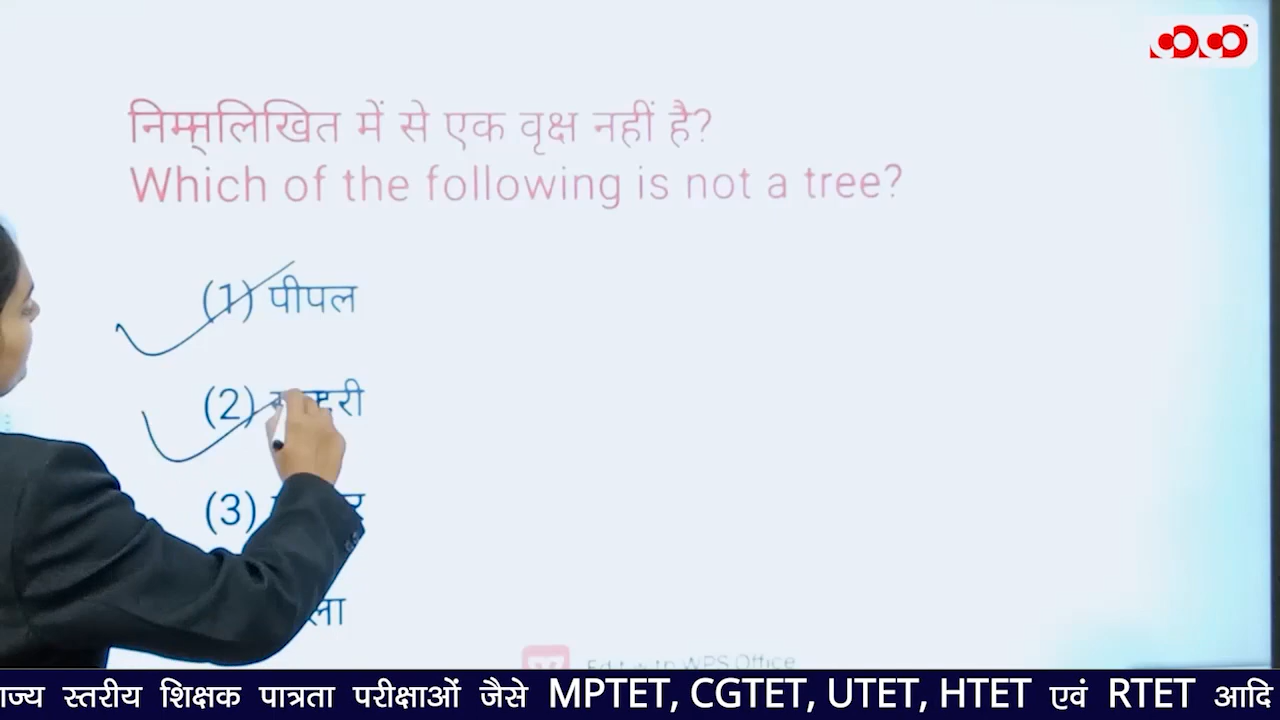 निम्नलिखित में से एक वृक्ष नहीं है?
Which of the following is not a tree?
(1) पीपल
(2)
(3)
राज्य स्तरीय शिक्षक पात्रता परीक्षाओं जैसे MPTET, CGTET, UTET, HTET एवं RTET आदि